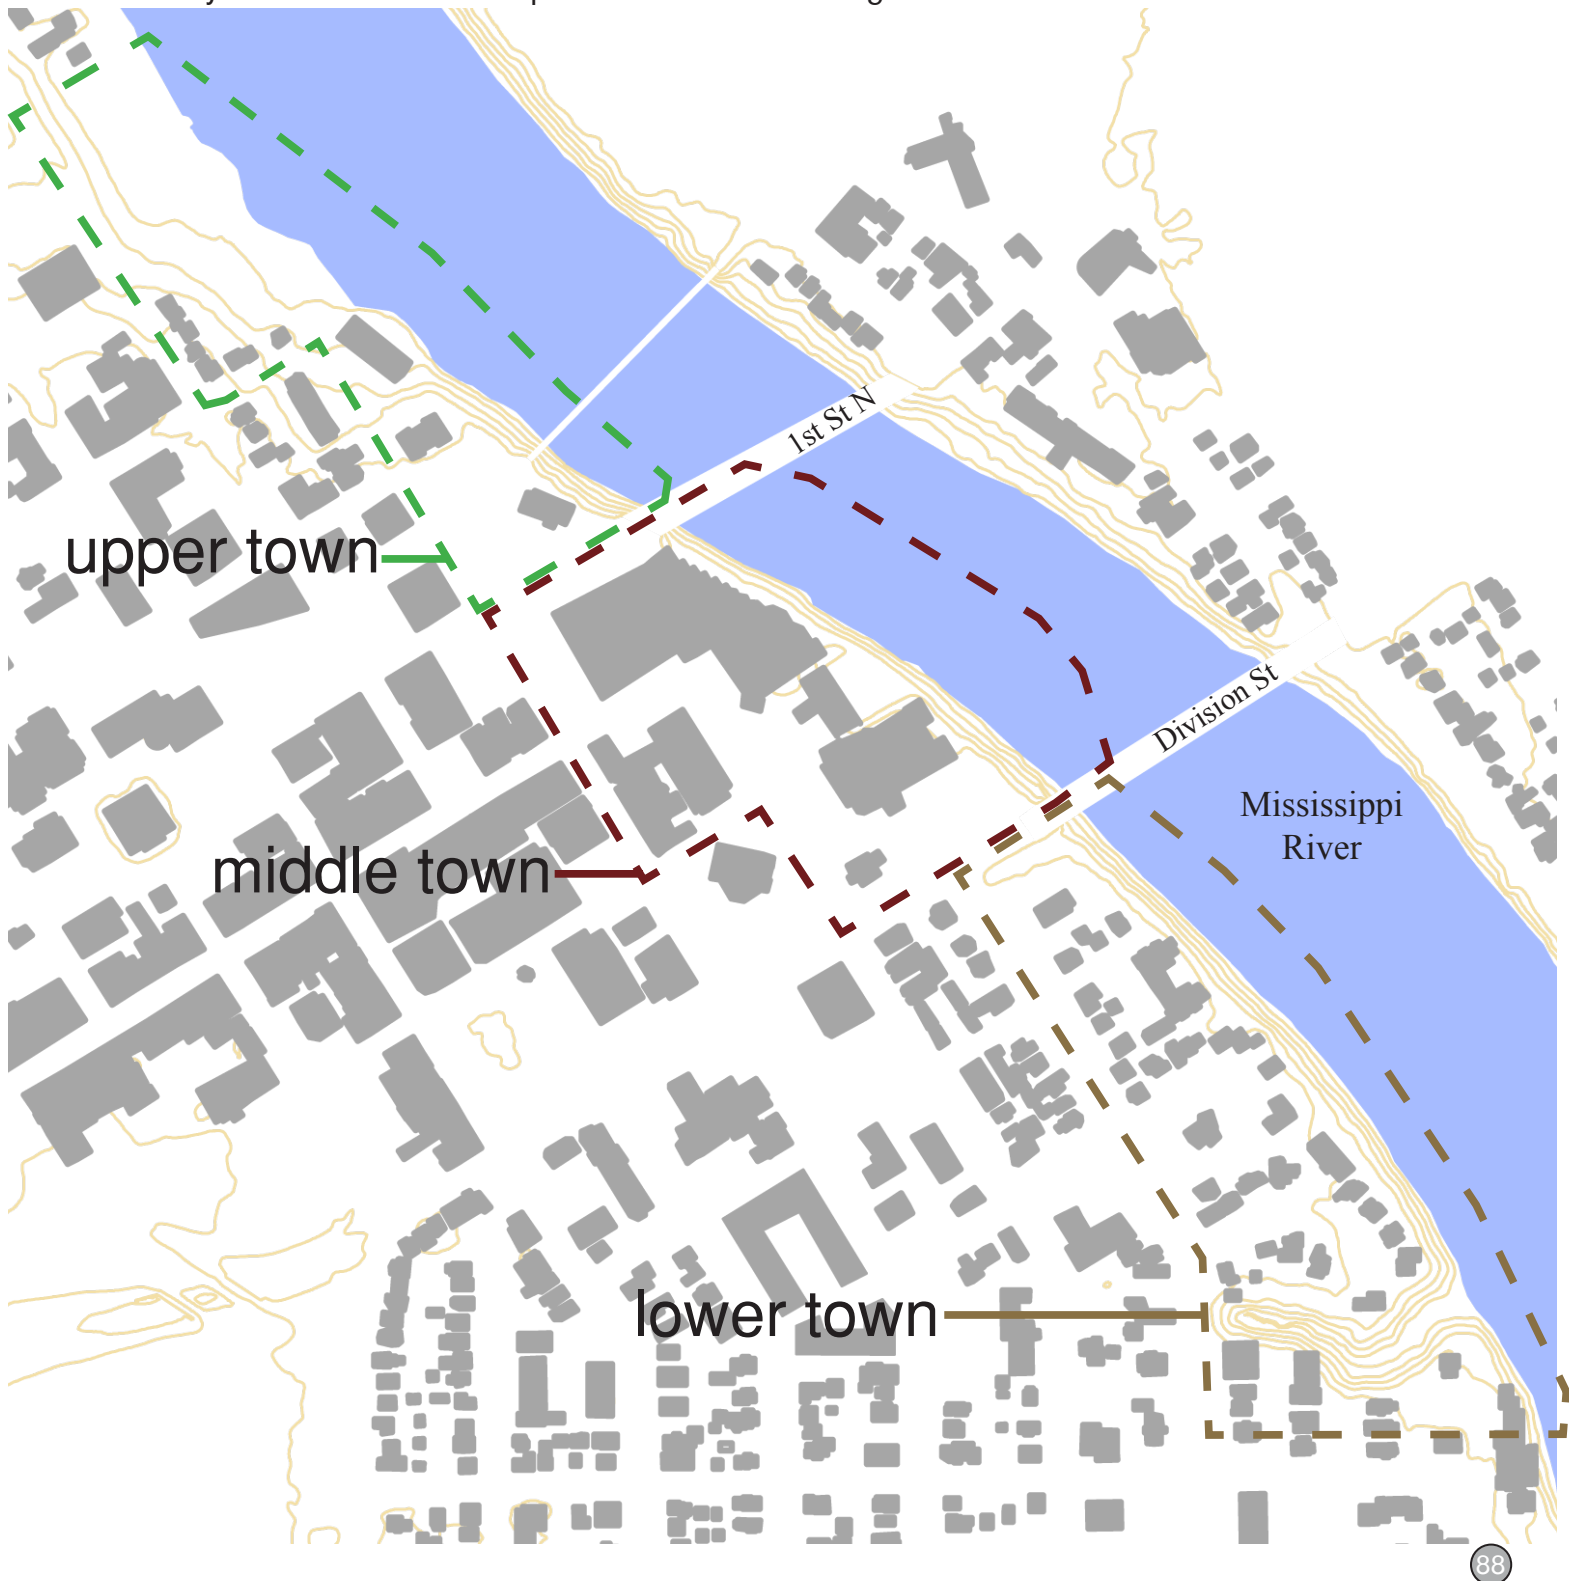 1st St N
upper town
Division St
Mississippi
River
middle town
lower town
88